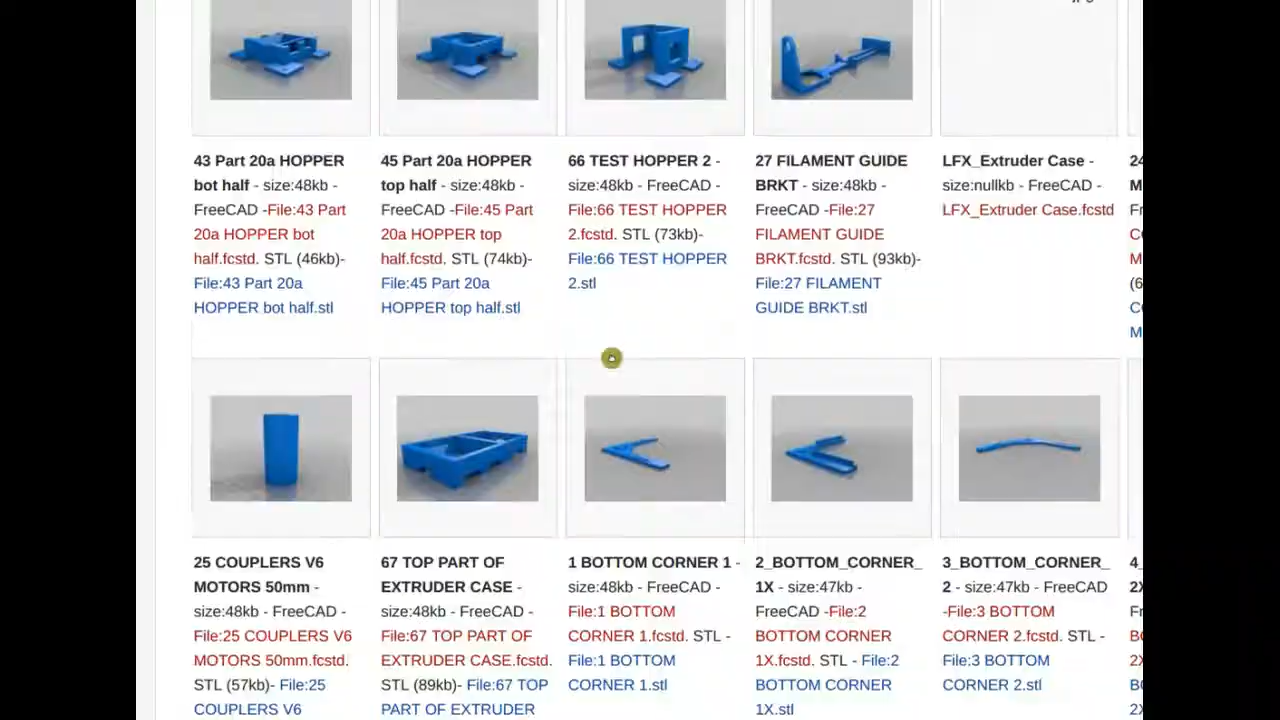 43 Part 20a HOPPER
bot half - size:48kb -
FreeCAD -File:43 Part
20a HOPPER bot
half.fcstd. STL (46kb)-
File:43 Part 20a
HOPPER bot half.stl
45 Part 20a HOPPER
top half - size:48kb -
FreeCAD -File:45 Part
20a HOPPER top
half.fcstd. STL (74kb)-
File:45 Part 20a
HOPPER top half.stl
66 TEST HOPPER 2 -
size:48kb - FreeCAD -
File:66 TEST HOPPER
2.fcstd. STL (73kb)-
File:66 TEST HOPPER
2.stl
27 FILAMENT GUIDE
BRKT - size:48kb -
FreeCAD -File:27
FILAMENT GUIDE
BRKT.fcstd. STL (93kb)-
File:27 FILAMENT
GUIDE BRKT.stl
LFX_Extruder Case -
size:nullkb - FreeCAD -
LFX_Extruder Case.fcstd
24
M
Fr
(6
25 COUPLERS V6
MOTORS 50mm -
size:48kb - FreeCAD -
File:25 COUPLERS V6
MOTORS 50mm.fcstd.
STL (57kb)- File:25
COUPLERS V6
67 TOP PART OF
EXTRUDER CASE -
size:48kb - FreeCAD -
File:67 TOP PART OF
EXTRUDER CASE.fcstd.
STL (89kb)- File:67 TOP
PART OF EXTRUDER
1 BOTTOM CORNER 1 -
size:48kb - FreeCAD -
File:1 BOTTOM
CORNER 1.fcstd. STL -
File:1 BOTTOM
CORNER 1.stl
2_BOTTOM_CORNER_
1X - size:47kb -
FreeCAD -File:2
BOTTOM CORNER
1X.fcstd. STL - File:2
BOTTOM CORNER
1X.stl
3_BOTTOM_CORNER_
2 - size:47kb - FreeCAD
-File:3 BOTTOM
CORNER 2.fcstd. STL -
File:3 BOTTOM
CORNER 2.stl
4_
2X
Fr
BO
2X